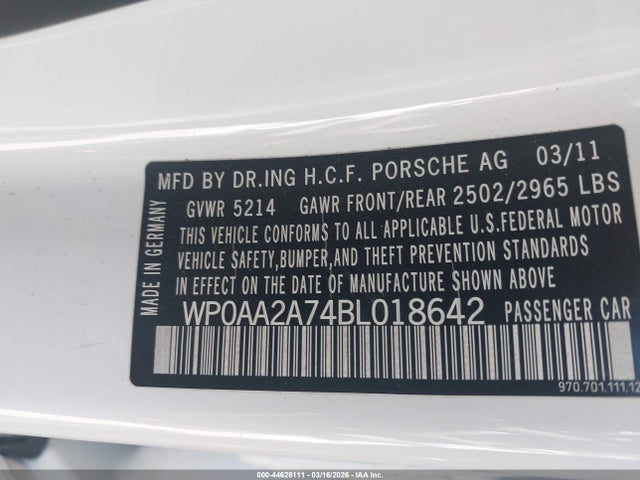 MFD BY DR.ING H.C.F. PORSCHE AG 03/11
GVWR 5214 GAWR FRONT/REAR 2502/2965 LBS
THIS VEHICLE CONFORMS TO ALL APPLICABLE U.S.FEDERAL MOTOR
VEHICLE SAFETY,BUMPER,AND THEFT PREVENTION STANDARDS
IN EFFECT ON THE DATE OF MANUFACTURE SHOWN ABOVE
WP0AA2A74BL018642 PASSENGER CAR
MADE IN GERMANY
970.701.111.12
000-44628111 - 03/16/2026 - IAA Inc.